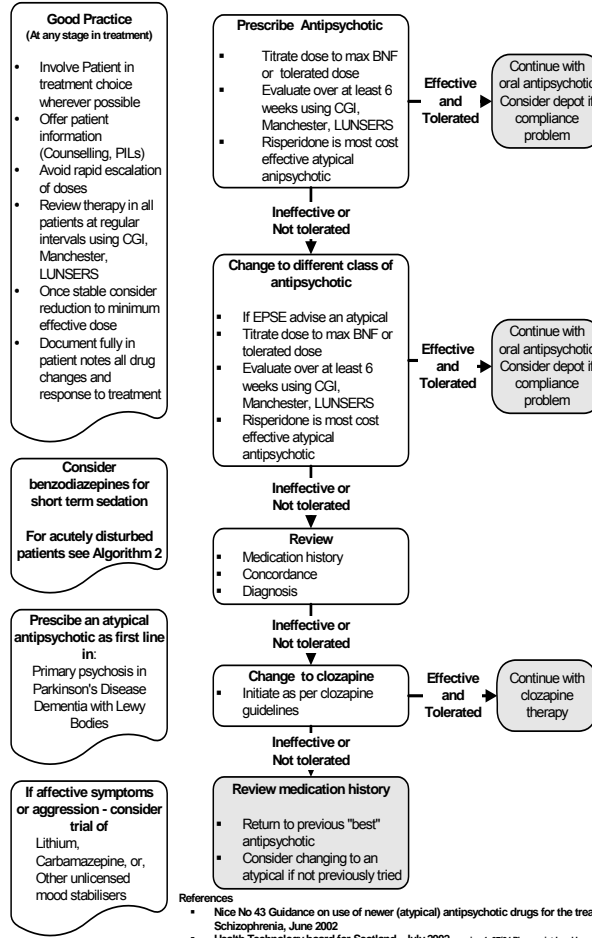 Good Practice
(At any stage in treatment)
• Involve Patient in
treatment choice
wherever possible
• Offer patient
information
(Counselling, PILs)
• Avoid rapid escalation
of doses
• Review therapy in all
patients at regular
intervals using CGI,
Manchester,
LUNSERS
• Once stable consider
reduction to minimum
effective dose
• Document fully in
patient notes all drug
changes and
response to treatment
Consider
benzodiazepines for
short term sedation
For acutely disturbed
patients see Algorithm 2
Prescibe an atypical
antipsychotic as first line
in:
Primary psychosis in
Parkinson's Disease
Dementia with Lewy
Bodies
If affective symptoms
or aggression - consider
trial of
Lithium,
Carbamazepine, or,
Other unlicensed
mood stabilisers
Prescribe Antipsychotic
▪ Titrate dose to max BNF
or tolerated dose
▪ Evaluate over at least 6
weeks using CGI,
Manchester, LUNSERS
▪ Risperidone is most cost
effective atypical
anipsychotic
Effective
and
Tolerated
Continue with
oral antipsychotic
Consider depot if
compliance
problem
Ineffective or
Not tolerated
Change to different class of
antipsychotic
▪ If EPSE advise an atypical
▪ Titrate dose to max BNF or
tolerated dose
▪ Evaluate over at least 6
weeks using CGI,
Manchester, LUNSERS
▪ Risperidone is most cost
effective atypical
antipsychotic
Effective
and
Tolerated
Continue with
oral antipsychotic
Consider depot if
compliance
problem
Ineffective or
Not tolerated
Review
▪ Medication history
▪ Concordance
▪ Diagnosis
Ineffective or
Not tolerated
Change to clozapine
▪ Initiate as per clozapine
guidelines
Effective
and
Tolerated
Continue with
clozapine
therapy
Ineffective or
Not tolerated
Review medication history
▪ Return to previous "best"
antipsychotic
▪ Consider changing to an
atypical if not previously tried
References
▪ Nice No 43 Guidance on use of newer (atypical) antipsychotic drugs for the
Schizophrenia, June 2002
Health Technology board for Scotland - July 2002